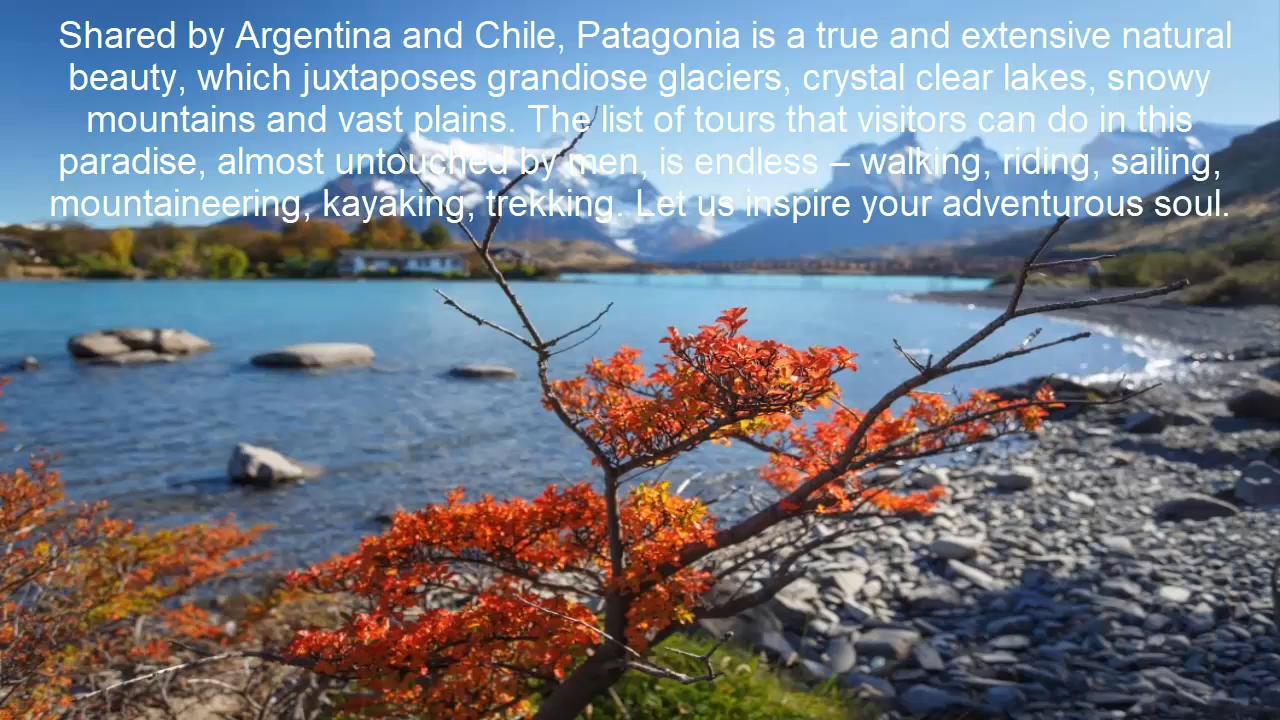 Shared by Argentina and Chile, Patagonia is a true and extensive natural
beauty, which juxtaposes grandiose glaciers, crystal clear lakes, snowy
mountains and vast plains. The list of tours that visitors can do in this
paradise, almost untouched by men, is endless – walking, riding, sailing,
mountaineering, kayaking, trekking. Let us inspire your adventurous soul.